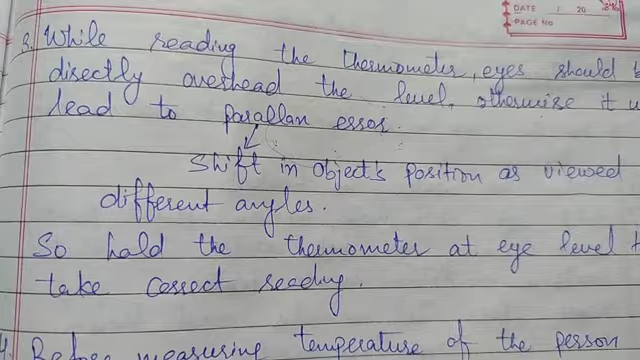 DATE / 20
PAGE No
3. While reading the thermometer, eyes should
directly overhead the level, otherwise it
lead to parallax error.
Shift in object's position as viewed
different angles.
So hold the thermometer at eye level
take correct reading.
4. Before measuring temperature of the person